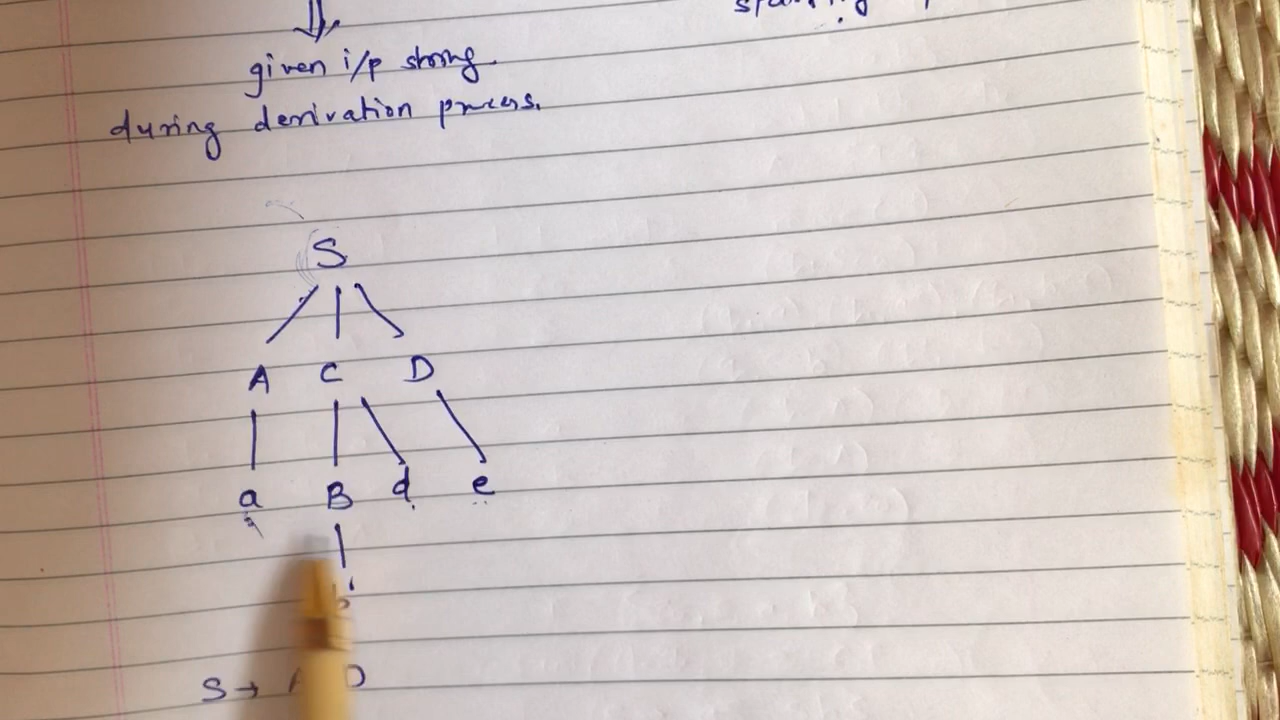 given i/p string
during derivation process.
S
A C D
a B d e
S →